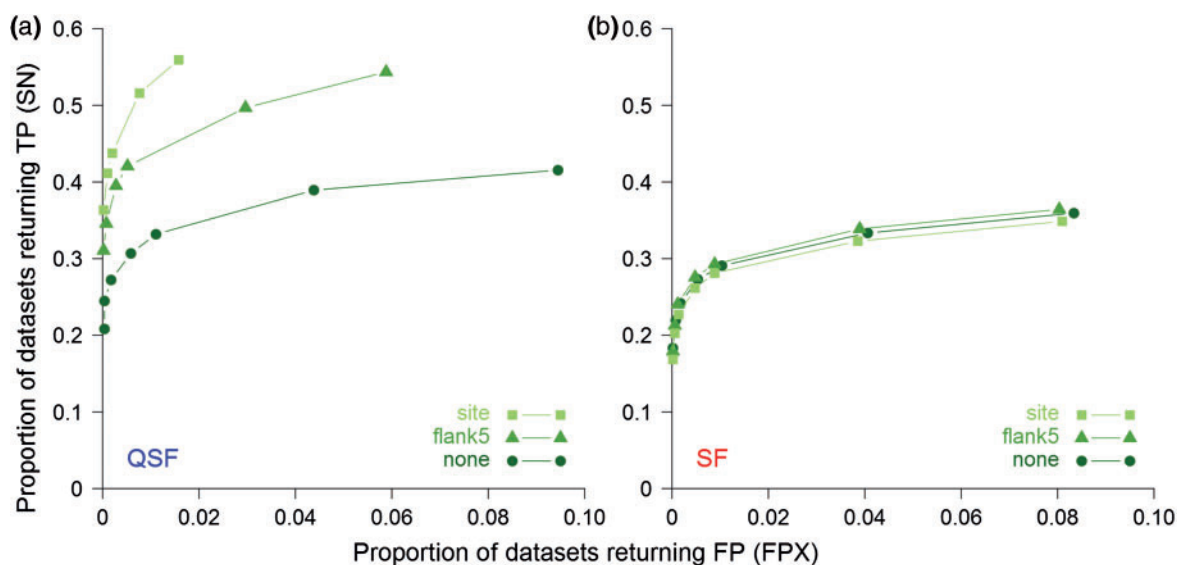 (a)
(b)
Proportion of datasets returning TP (SN)
0.6
0.5
0.4
0.3
0.2
0.1
0
site
flank5
none
QSF
0 0.02 0.04 0.06 0.08 0.10
0.6
0.5
0.4
0.3
0.2
0.1
0
site
flank5
none
SF
0 0.02 0.04 0.06 0.08 0.10
Proportion of datasets returning FP (FPX)